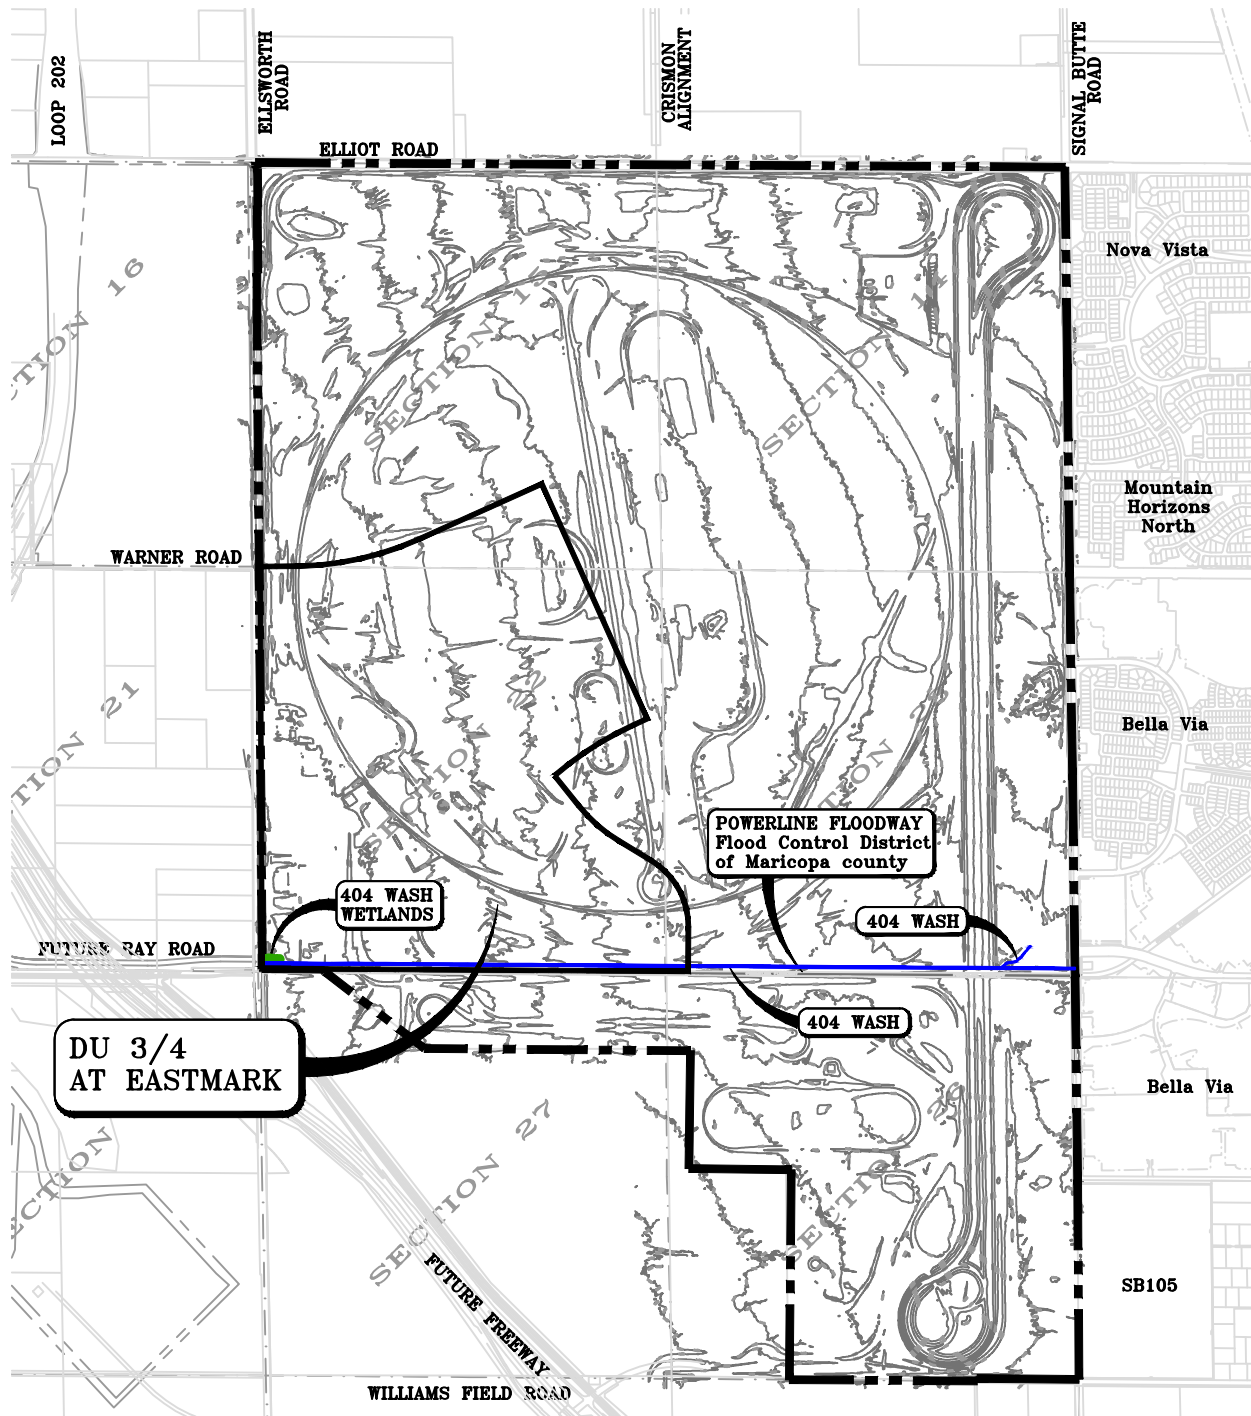 LOOP 202
ELLSWORTH
ROAD
CRISMON
ALIGNMENT
SIGNAL BUTTE
ROAD
ELLIOT ROAD
Nova Vista
SECTION 16
SECTION 15
SECTION 14
Mountain
Horizons
North
WARNER ROAD
SECTION 21
SECTION 22
SECTION
Bella Via
POWERLINE FLOODWAY
Flood Control District
of Maricopa county
404 WASH
WETLANDS
404 WASH
FUTURE RAY ROAD
404 WASH
DU 3/4
AT EASTMARK
Bella Via
SECTION
SECTION 27
SECTION 26
FUTURE FREEWAY
SB105
WILLIAMS FIELD ROAD